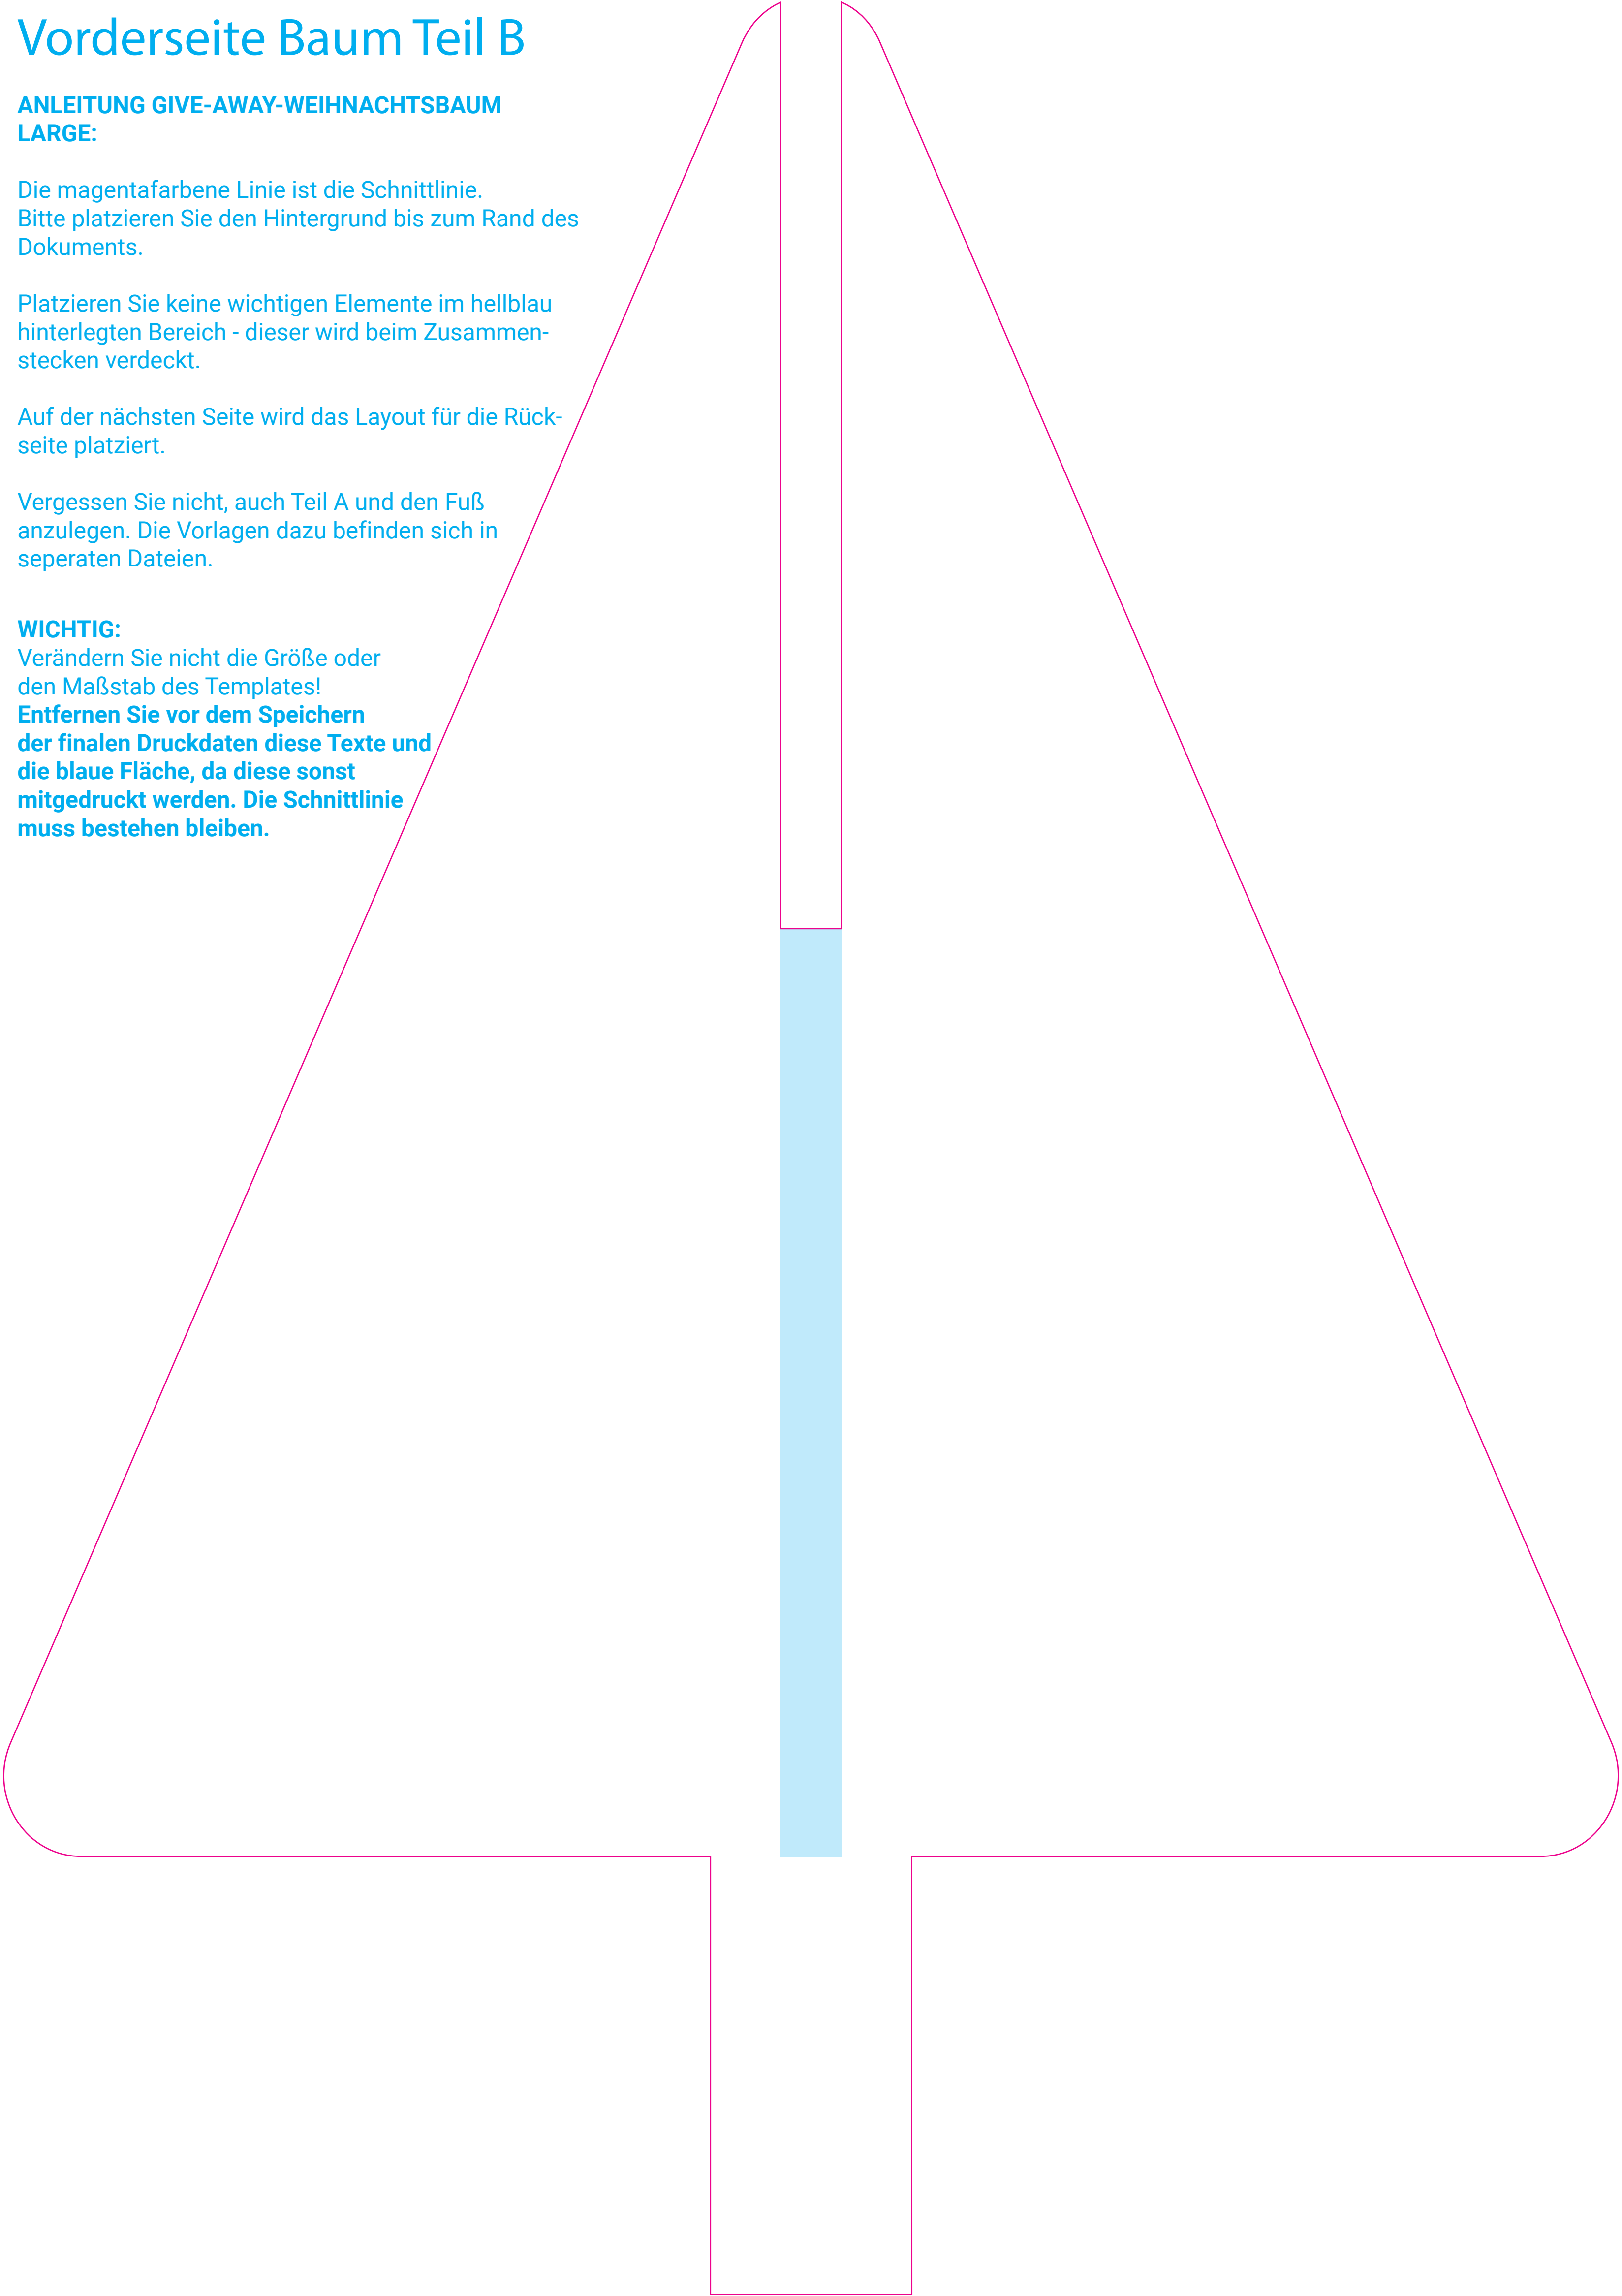 Vorderseite Baum Teil B
ANLEITUNG GIVE-AWAY-WEIHNACHTSBAUM
LARGE:
Die magentafarbene Linie ist die Schnittlinie.
Bitte platzieren Sie den Hintergrund bis zum Rand des
Dokuments.
Platzieren Sie keine wichtigen Elemente im hellblau
hinterlegten Bereich - dieser wird beim Zusammen-
stecken verdeckt.
Auf der nächsten Seite wird das Layout für die Rück-
seite platziert.
Vergessen Sie nicht, auch Teil A und den Fuß
anzulegen. Die Vorlagen dazu befinden sich in
seperaten Dateien.
WICHTIG:
Verändern Sie nicht die Größe oder
den Maßstab des Templates!
Entfernen Sie vor dem Speichern
der finalen Druckdaten diese Texte und
die blaue Fläche, da diese sonst
mitgedruckt werden. Die Schnittlinie
muss bestehen bleiben.